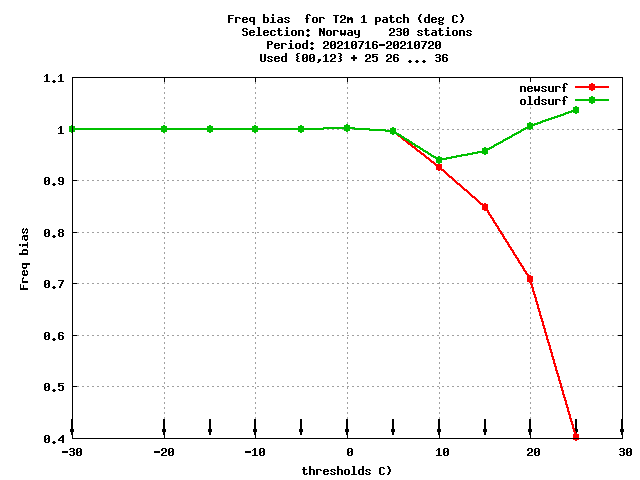 Freq bias  for T2m 1 patch (deg C)
Selection: Norway    230 stations
Period: 20210716-20210720
Used {00,12} + 25 26 ... 36
newsurf
oldsurf
1.1
1
0.9
0.8
0.7
0.6
0.5
0.4
Freq bias
-30 -20 -10 0 10 20 30
thresholds C)